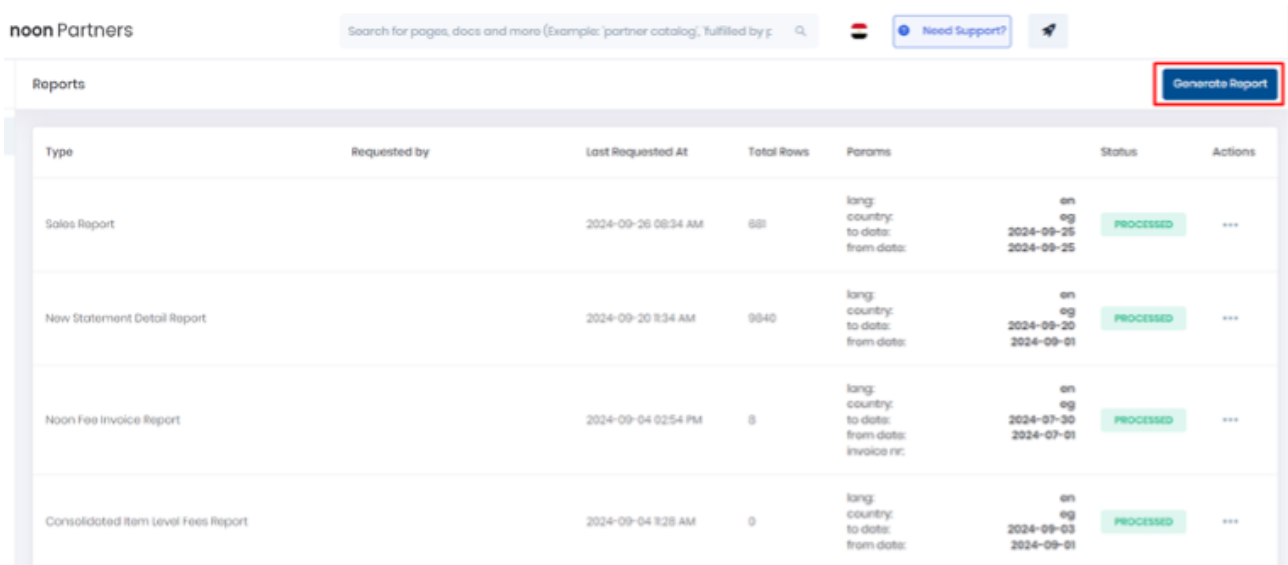 noon Partners
Search for pages, docs and more (Example: 'partner catalog', 'fulfilled by p
Need Support?
Reports
Generate Report
Type Requested by Last Requested At Total Rows Params Status Actions
Sales Report 2024-09-26 08:34 AM 681 PROCESSED
lang: en
country: eg
to date: 2024-09-25
from date: 2024-09-25
New Statement Detail Report 2024-09-20 11:34 AM 9840 PROCESSED
lang: en
country: eg
to date: 2024-09-20
from date: 2024-09-01
Noon Fee Invoice Report 2024-09-04 02:54 PM 8 PROCESSED
lang: en
country: eg
to date: 2024-07-30
from date: 2024-07-01
invoice nr:
Consolidated Item Level Fees Report 2024-09-04 11:28 AM 0 PROCESSED
lang: en
country: eg
to date: 2024-09-03
from date: 2024-09-01